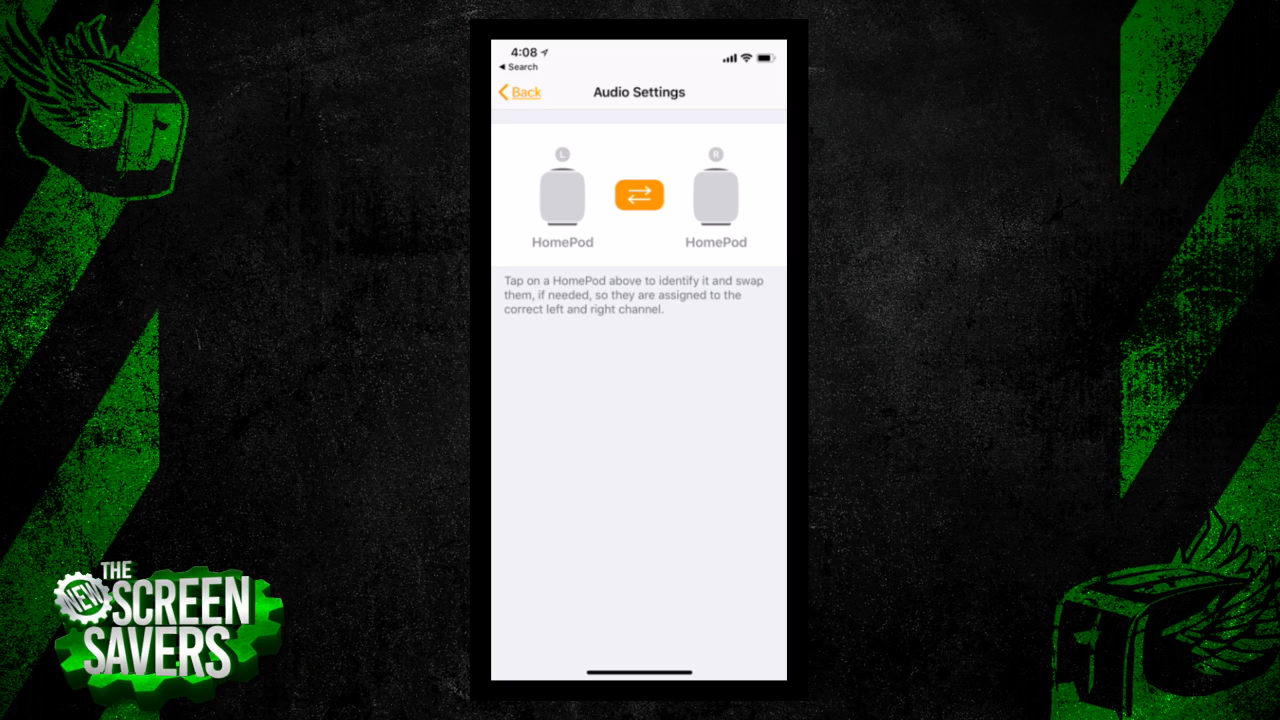 4:08
◀ Search
Back
Audio Settings
L
R
HomePod
HomePod
Tap on a HomePod above to identify it and swap
them, if needed, so they are assigned to the
correct left and right channel.
THE
NEW
SCREEN
SAVERS